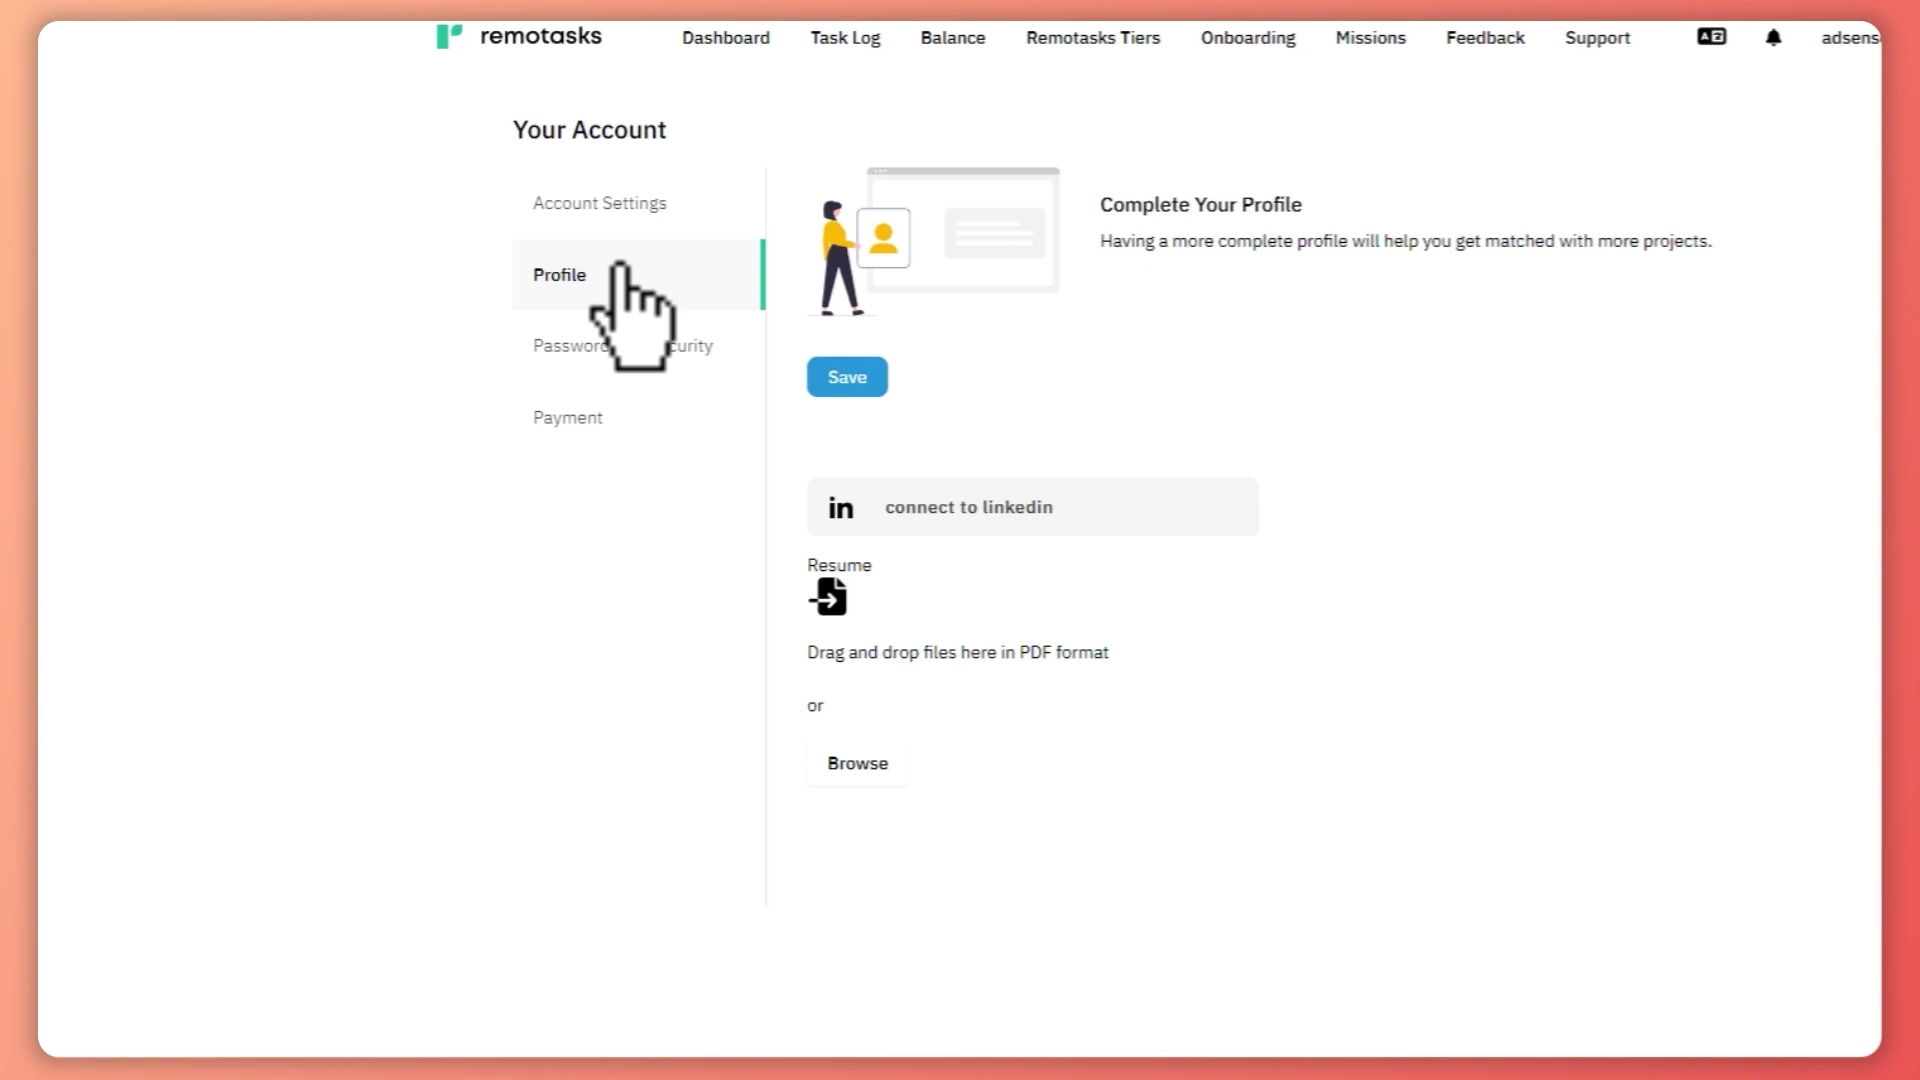 remotasks
Dashboard
Task Log
Balance
Remotasks Tiers
Onboarding
Missions
Feedback
Support
Your Account
Account Settings
Profile
Payment
Complete Your Profile
Having a more complete profile will help you get matched with more projects.
Save
in connect to linkedin
Resume
Drag and drop files here in PDF format
or
Browse